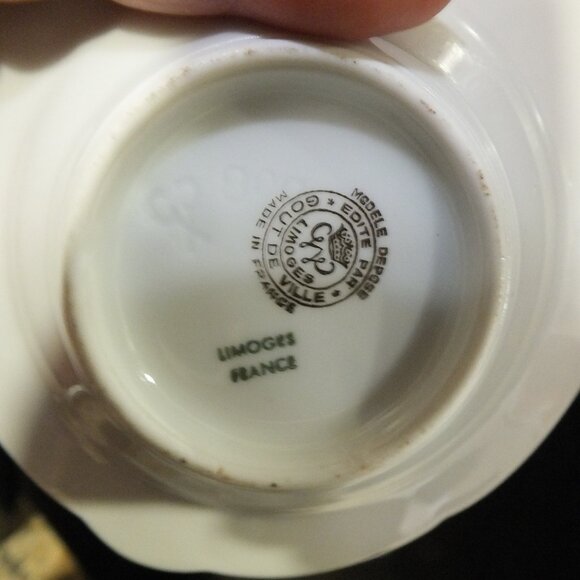 MODELE DEPOSE
MADE IN FRANCE
★ EDITE PAR ★
GOUT DE VILLE
LIMOGES
LIMOGES
FRANCE